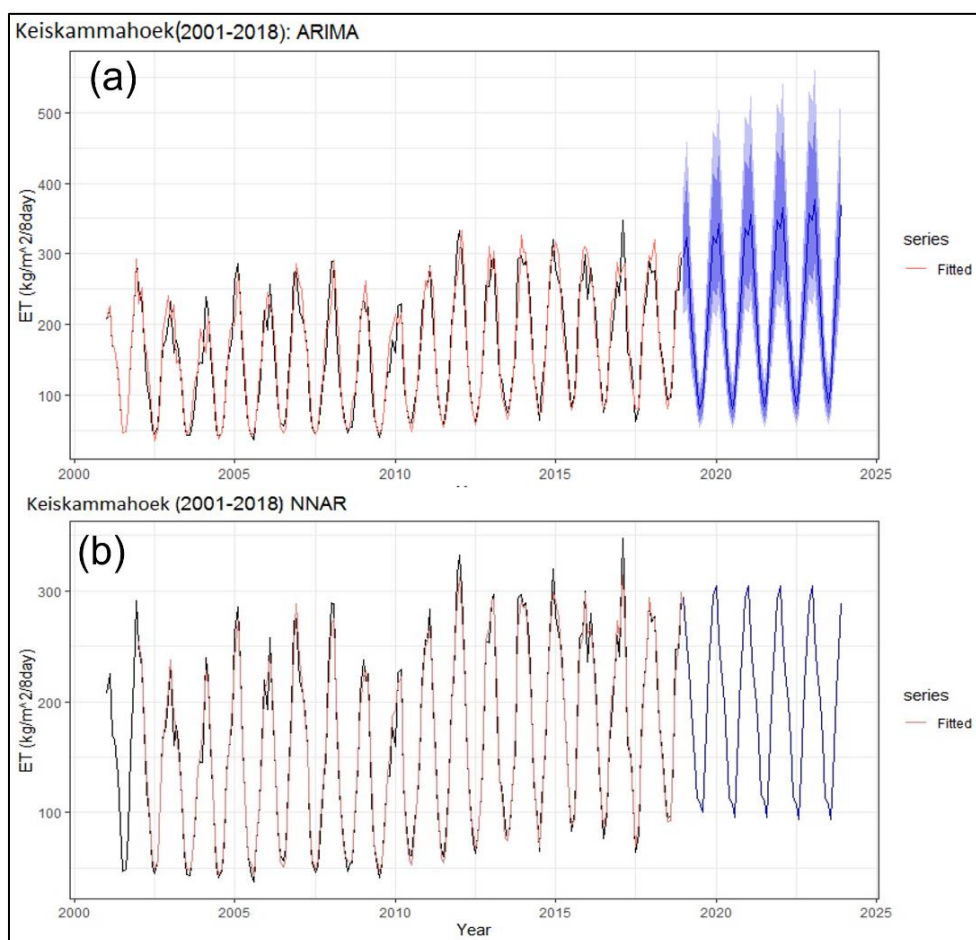 Keiskammahoek(2001-2018): ARIMA
(a)
500
400
300
200
100
ET (kg/m^2/8day)
2000 2005 2010 2015 2020 2025
series
Fitted
Keiskammahoek (2001-2018) NNAR
(b)
300
200
100
ET (kg/m^2/8day)
2000 2005 2010 2015 2020 2025
Year
series
Fitted